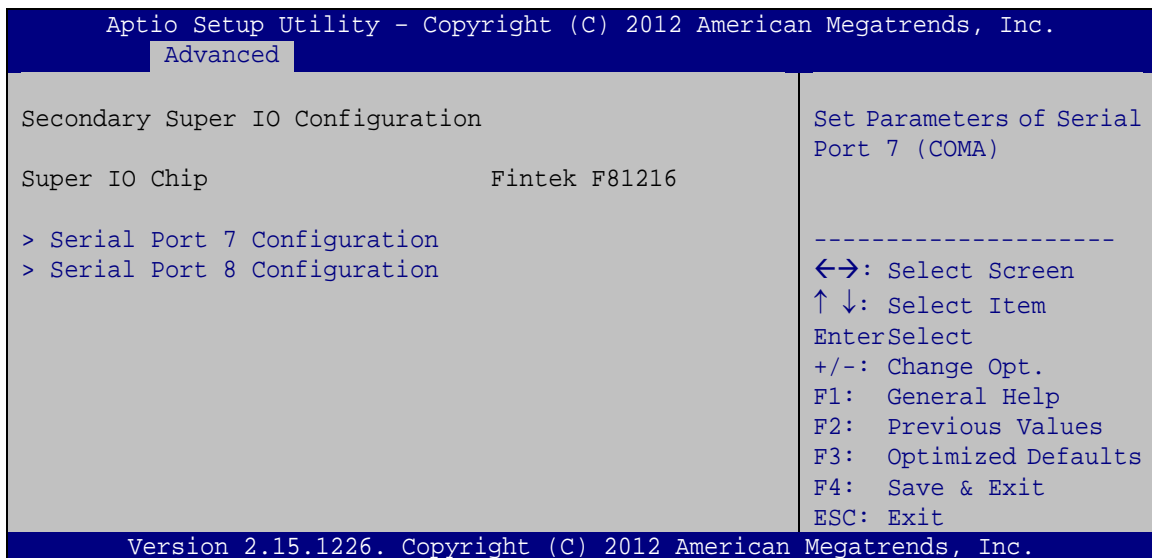 Aptio Setup Utility – Copyright (C) 2012 American Megatrends, Inc.
Advanced
Secondary Super IO Configuration
Super IO Chip Fintek F81216
> Serial Port 7 Configuration
> Serial Port 8 Configuration
Set Parameters of Serial
Port 7 (COMA)
---------------------
←→: Select Screen
↑ ↓: Select Item
EnterSelect
+/-: Change Opt.
F1: General Help
F2: Previous Values
F3: Optimized Defaults
F4: Save & Exit
ESC: Exit
Version 2.15.1226. Copyright (C) 2012 American Megatrends, Inc.